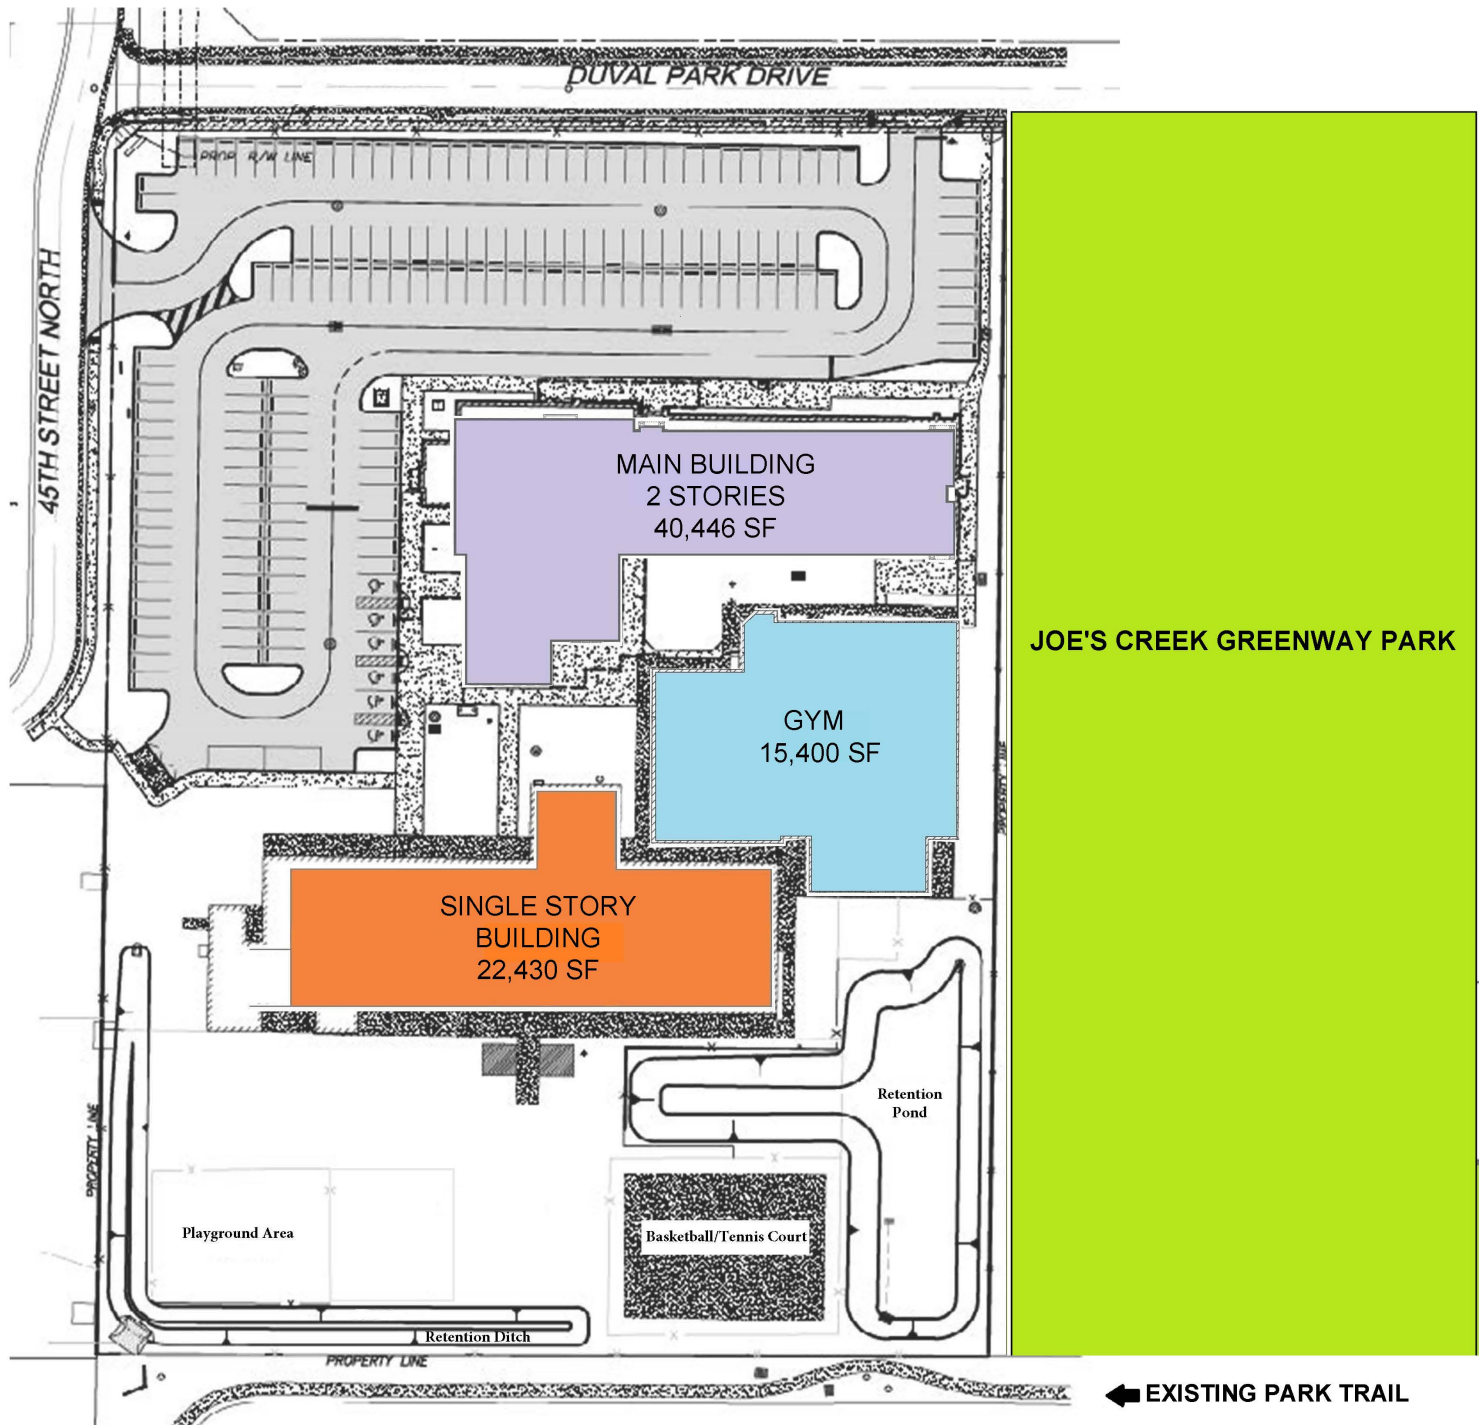 DUVAL PARK DRIVE
PROP R/W LINE
45TH STREET NORTH
MAIN BUILDING
2 STORIES
40,446 SF
JOE'S CREEK GREENWAY PARK
GYM
15,400 SF
SINGLE STORY
BUILDING
22,430 SF
Retention
Pond
PROPERTY LINE
Playground Area
Basketball/Tennis Court
Retention Ditch
PROPERTY LINE
EXISTING PARK TRAIL